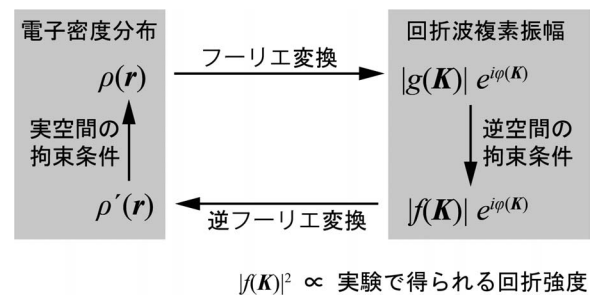 電子密度分布
回折波複素振幅
フーリエ変換
ρ(r)
|g(K)| e^{iφ(K)}
実空間の
拘束条件
逆空間の
拘束条件
ρ´(r)
|f(K)| e^{iφ(K)}
逆フーリエ変換
|f(K)|² ∝ 実験で得られる回折強度